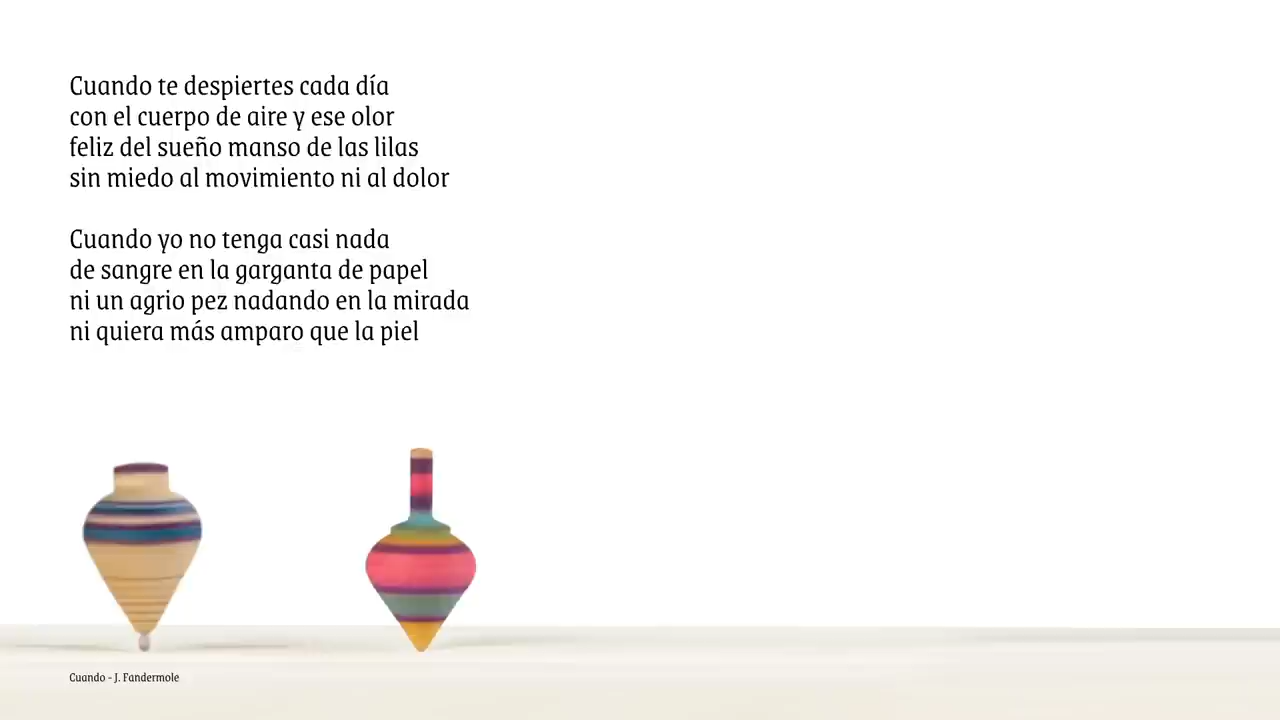 Cuando te despiertes cada día
con el cuerpo de aire y ese olor
feliz del sueño manso de las lilas
sin miedo al movimiento ni al dolor
Cuando yo no tenga casi nada
de sangre en la garganta de papel
ni un agrio pez nadando en la mirada
ni quiera más amparo que la piel
Cuando - J. Fandermole